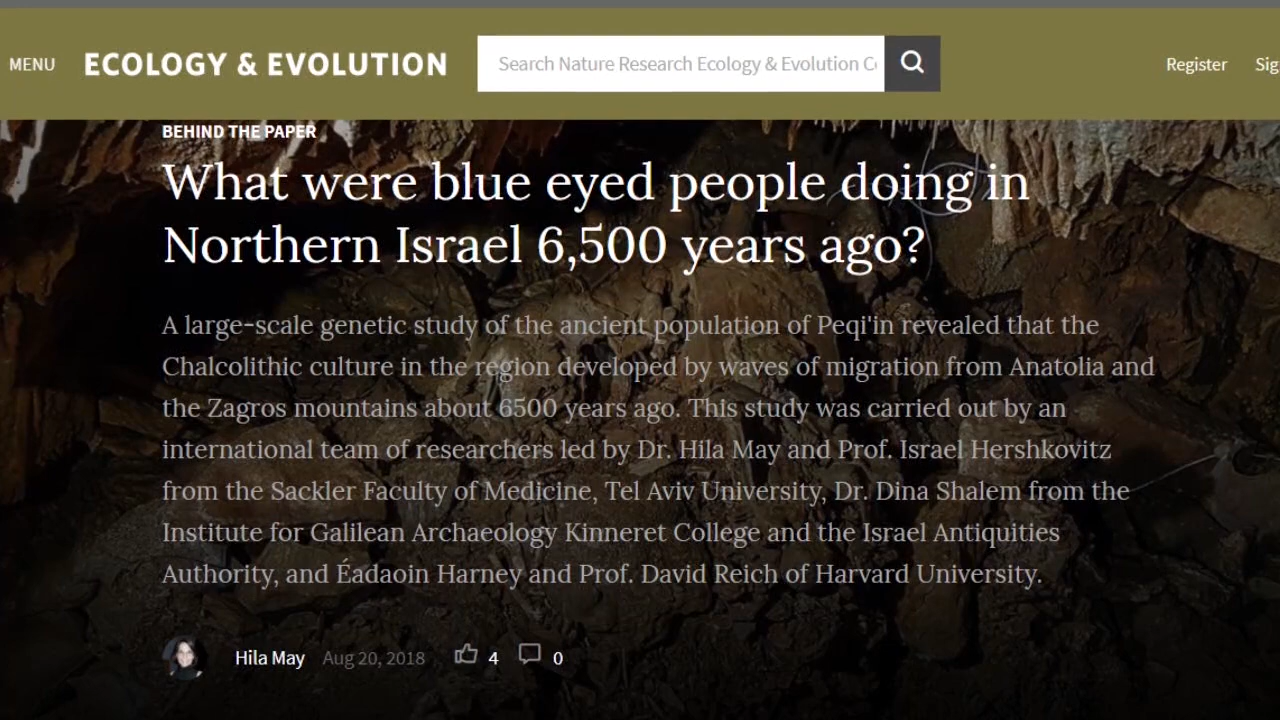 MENU ECOLOGY & EVOLUTION Search Nature Research Ecology & Evolution Register
BEHIND THE PAPER
What were blue eyed people doing in
Northern Israel 6,500 years ago?
A large-scale genetic study of the ancient population of Peqi'in revealed that the
Chalcolithic culture in the region developed by waves of migration from Anatolia and
the Zagros mountains about 6500 years ago. This study was carried out by an
international team of researchers led by Dr. Hila May and Prof. Israel Hershkovitz
from the Sackler Faculty of Medicine, Tel Aviv University, Dr. Dina Shalem from the
Institute for Galilean Archaeology Kinneret College and the Israel Antiquities
Authority, and Éadaoin Harney and Prof. David Reich of Harvard University.
Hila May Aug 20, 2018 4 0